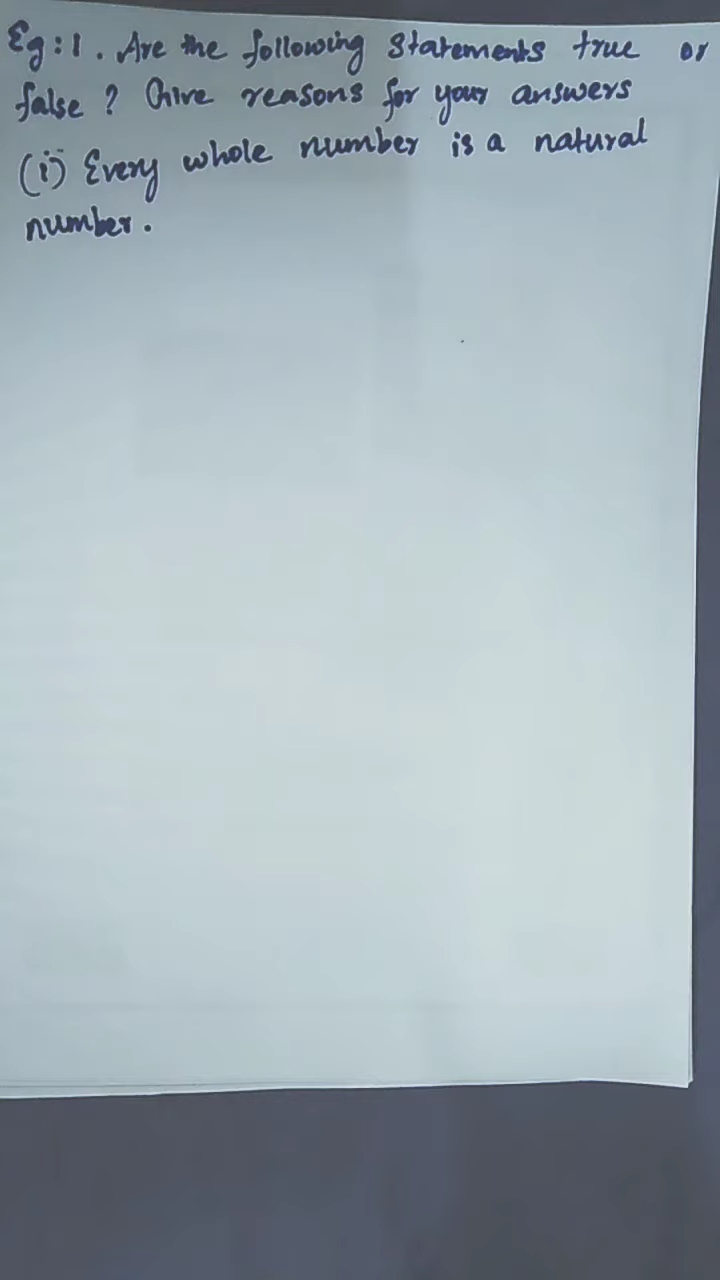 Eg:1. Are the following statements true or
false? Give reasons for your answers
(i) Every whole number is a natural
number.